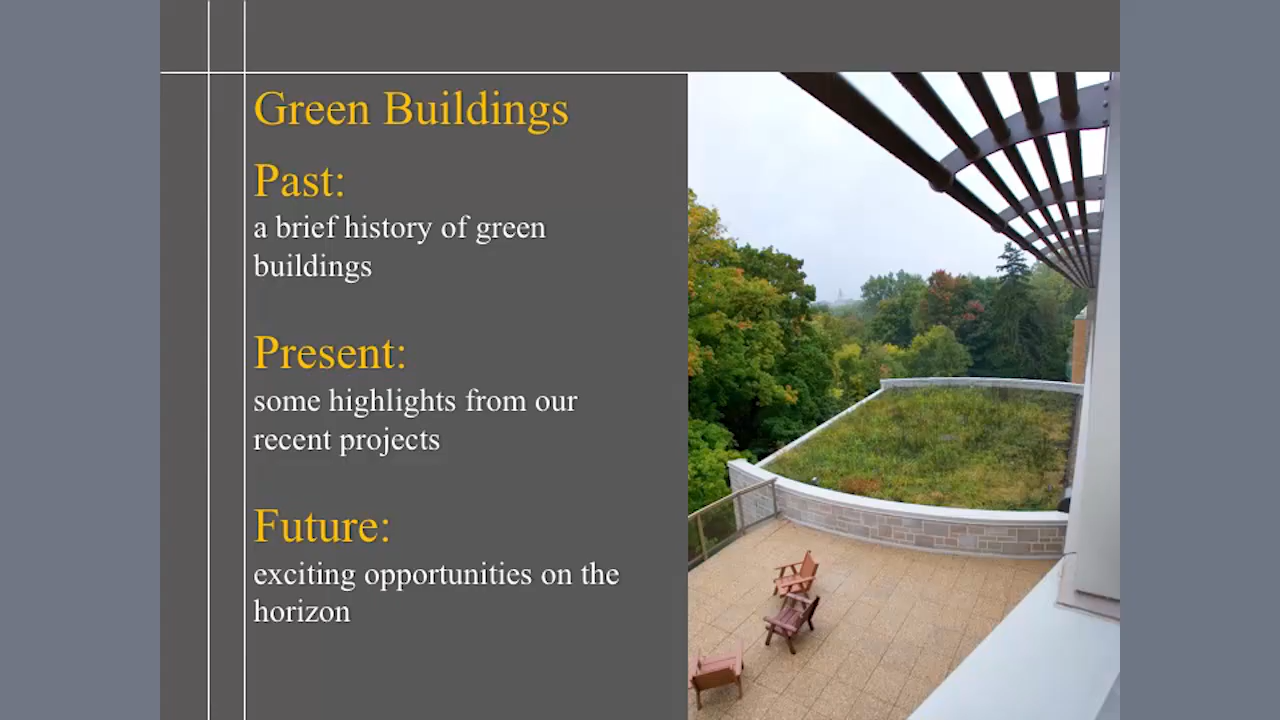 Green Buildings
Past:
a brief history of green
buildings
Present:
some highlights from our
recent projects
Future:
exciting opportunities on the
horizon